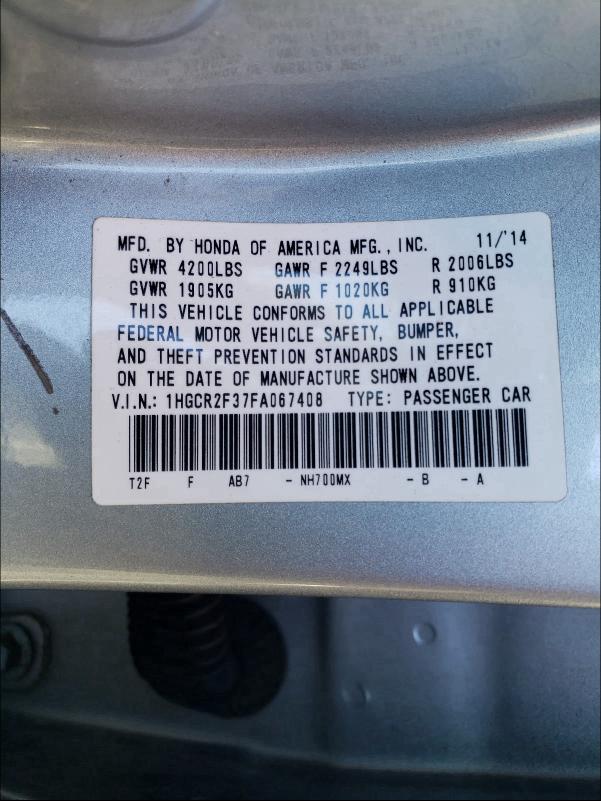 MFD. BY HONDA OF AMERICA MFG., INC. 11/'14
GVWR 4200LBS GAWR F 2249LBS R 2006LBS
GVWR 1905KG GAWR F 1020KG R 910KG
THIS VEHICLE CONFORMS TO ALL APPLICABLE
FEDERAL MOTOR VEHICLE SAFETY, BUMPER,
AND THEFT PREVENTION STANDARDS IN EFFECT
ON THE DATE OF MANUFACTURE SHOWN ABOVE.
V.I.N.: 1HGCR2F37FA067408 TYPE: PASSENGER CAR
T2F F AB7 - NH700MX - B - A